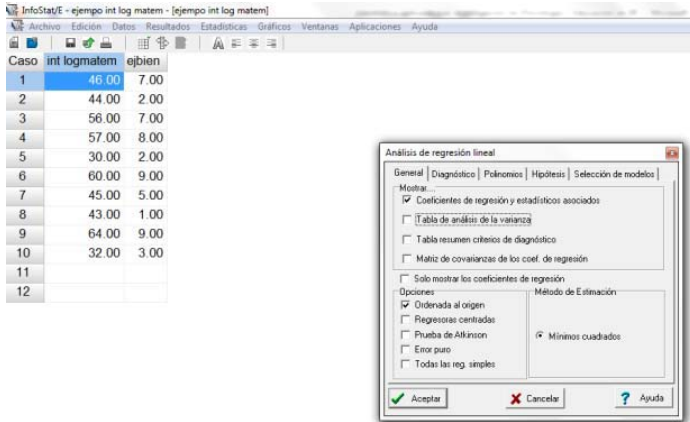 InfoStat/E - ejempo int log matem - [ejempo int log matem]
Archivo Edición Datos Resultados Estadísticas Gráficos Ventanas Aplicaciones Ayuda
Caso int logmatem ejbien
1 46.00 7.00
2 44.00 2.00
3 56.00 7.00
4 57.00 8.00
5 30.00 2.00
6 60.00 9.00
7 45.00 5.00
8 43.00 1.00
9 64.00 9.00
10 32.00 3.00
11
12
Análisis de regresión lineal
General Diagnóstico Polinomios Hipótesis Selección de modelos
Mostrar....
Coeficientes de regresión y estadísticos asociados
Tabla de análisis de la varianza
Tabla resumen criterios de diagnóstico
Matriz de covarianzas de los coef. de regresión
Solo mostrar los coeficientes de regresión
Opciones
Ordenada al origen
Regresoras centradas
Prueba de Atkinson
Error puro
Todas las reg. simples
Método de Estimación
Mínimos cuadrados
Aceptar Cancelar Ayuda